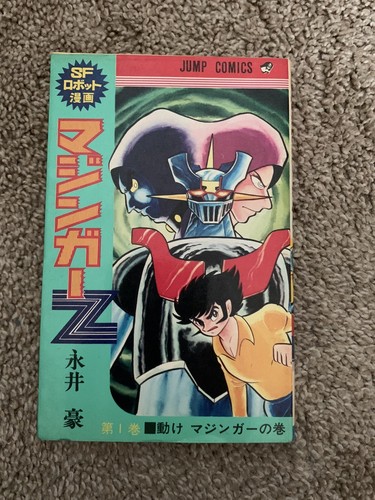 JUMP COMICS
SF
ロボット
漫画
マジンガーZ
永井豪
第1巻■動け マジンガーの巻